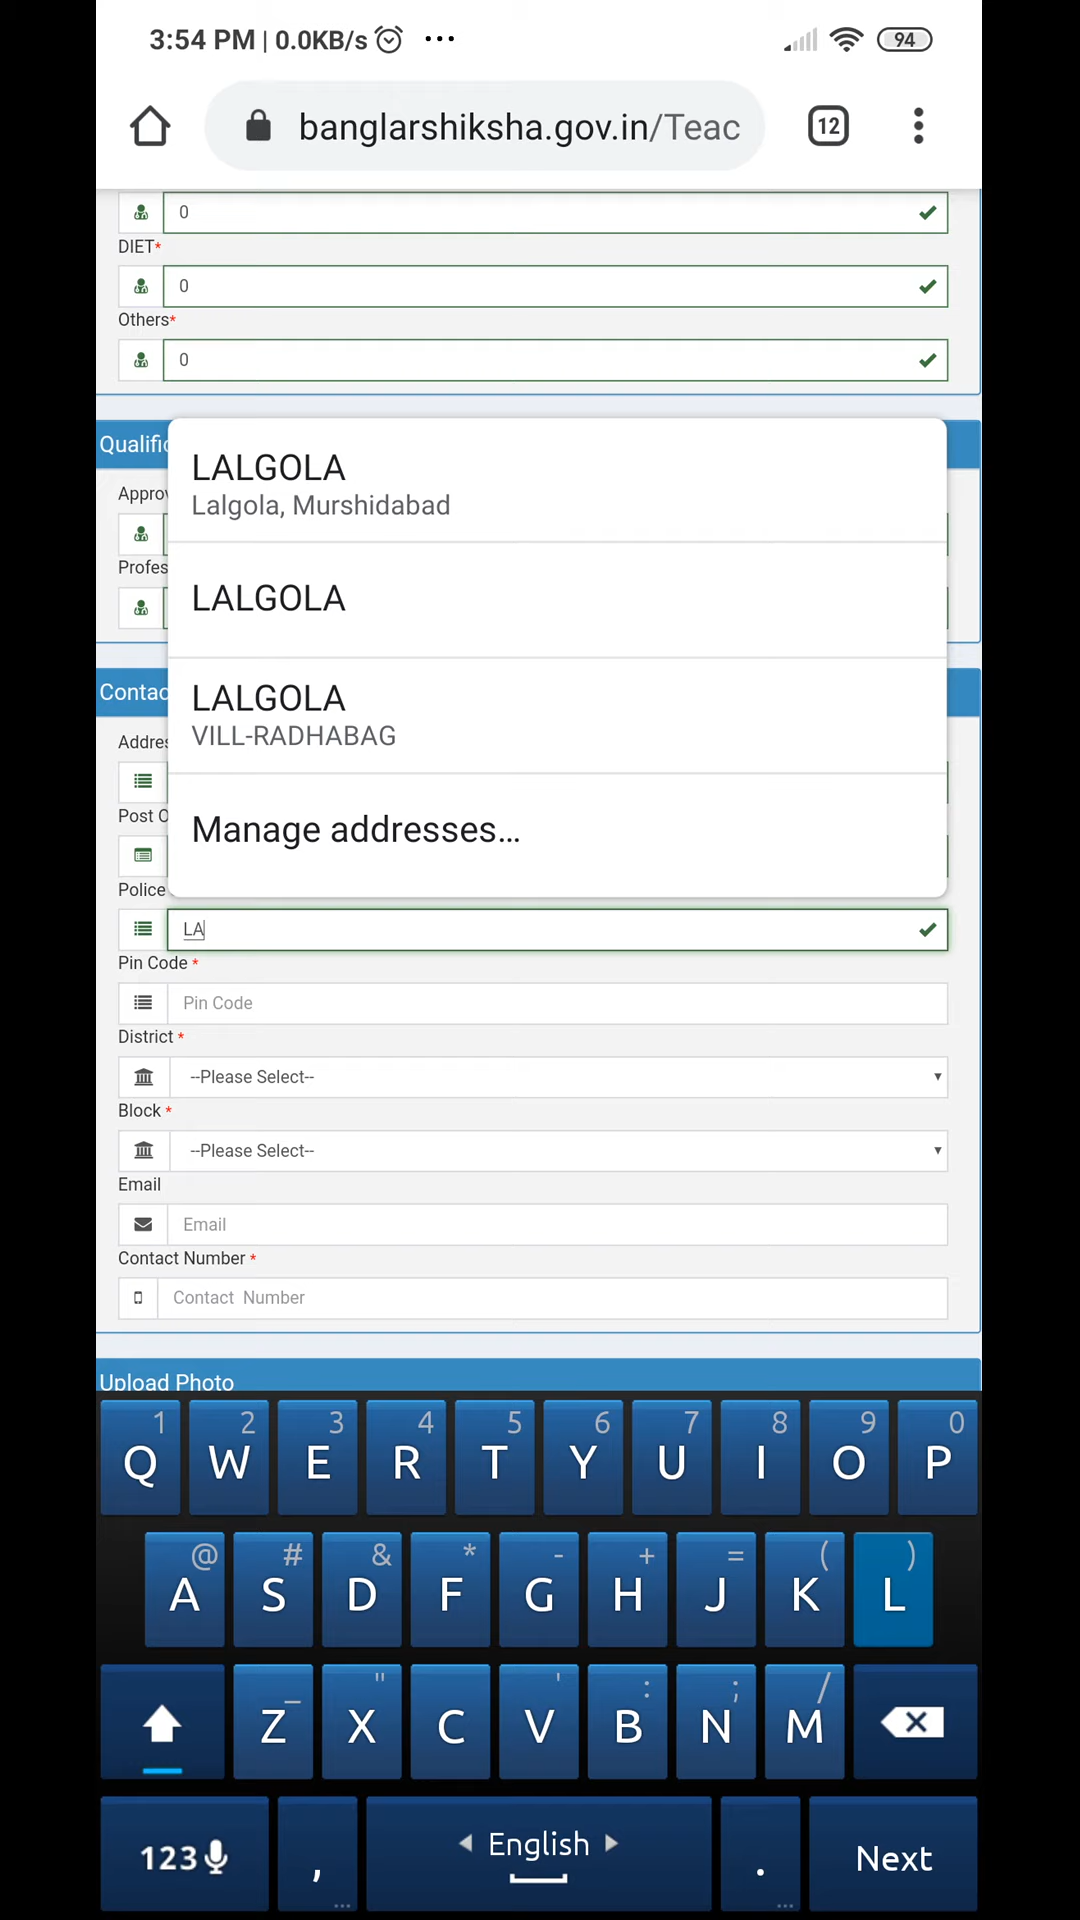 3:54 PM | 0.0KB/s ...
94
banglarshiksha.gov.in/Teac
12
0
DIET*
0
Others*
0
Qualific
Approv
Profes
Contac
Addres
Post O
LALGOLA
Lalgola, Murshidabad
LALGOLA
LALGOLA
VILL-RADHABAG
Manage addresses...
Police
LA
Pin Code *
Pin Code
District *
--Please Select--
Block *
--Please Select--
Email
Email
Contact Number *
Contact Number
Upload Photo
1 2 3 4 5 6 7 8 9 0
Q W E R T Y U I O P
@ # & * - + = ( )
A S D F G H J K L
_ " ' : ; /
Z X C V B N M
123 , English . Next